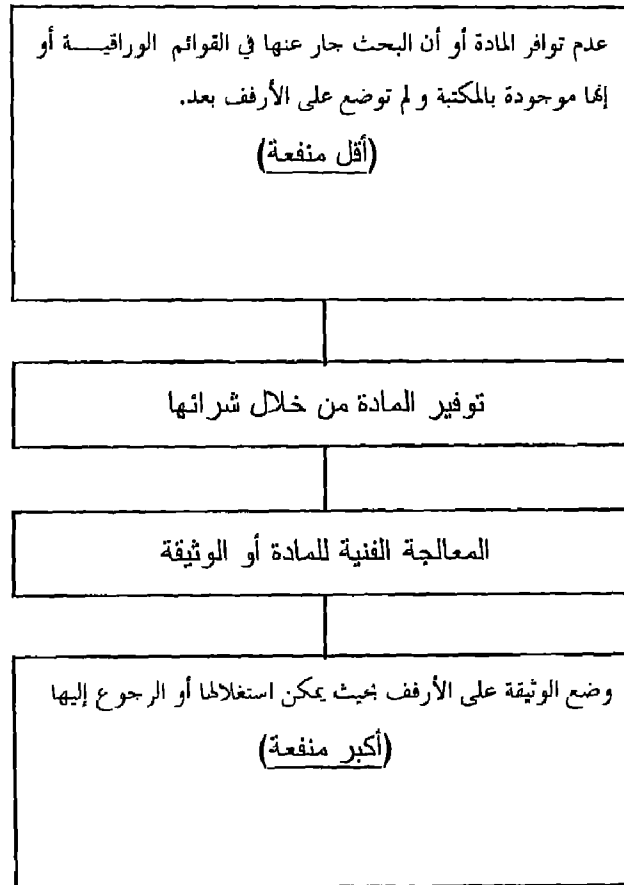 عدم توافر المادة أو أن البحث جار عنها في القوائم الوراقيـــة أو
إنها موجودة بالمكتبة و لم توضع على الأرفف بعد.
(أقل منفعة)
توفير المادة من خلال شرائها
المعالجة الفنية للمادة أو الوثيقة
وضع الوثيقة على الأرفف بحيث يمكن استغلالها أو الرجوع إليها
(أكبر منفعة)